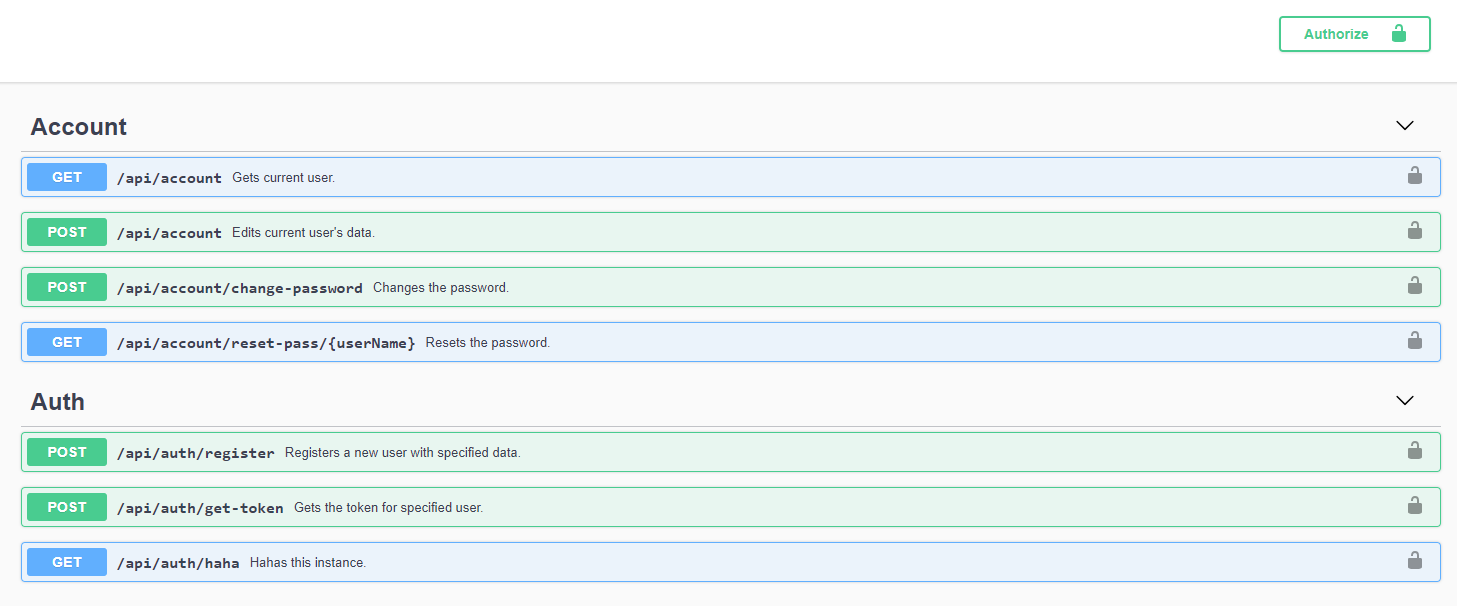 Authorize
Account
GET /api/account Gets current user.
POST /api/account Edits current user's data.
POST /api/account/change-password Changes the password.
GET /api/account/reset-pass/{userName} Resets the password.
Auth
POST /api/auth/register Registers a new user with specified data.
POST /api/auth/get-token Gets the token for specified user.
GET /api/auth/haha Hahas this instance.